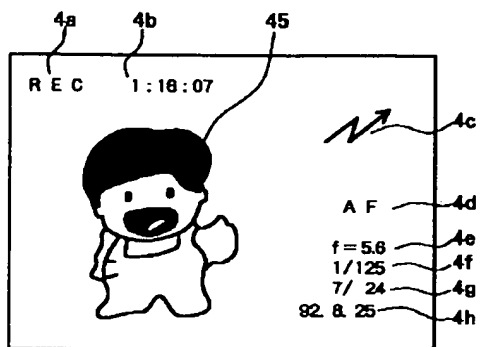 4a 4b 45
REC 1:18:07
4c
AF 4d
f=5.6 4e
1/125 4f
7/ 24 4g
92. 8. 25 4h